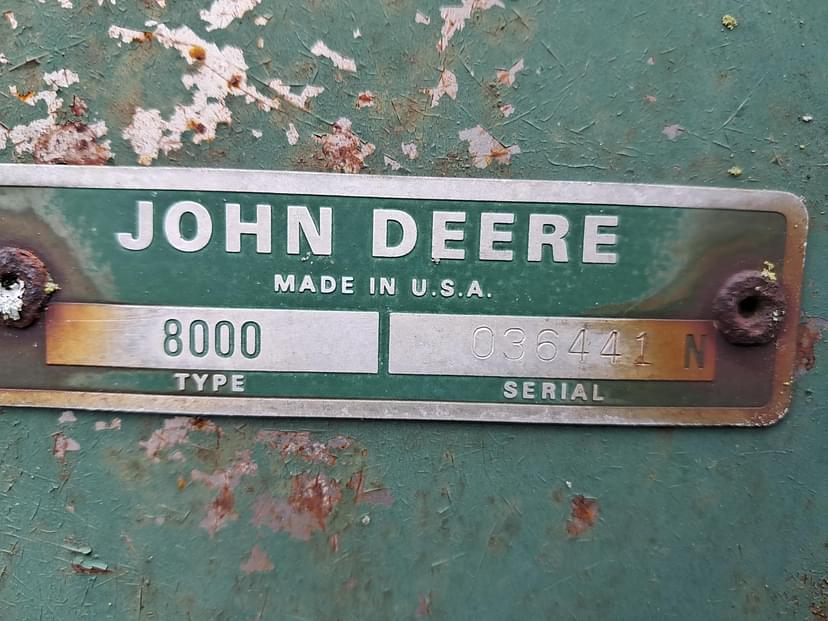 JOHN DEERE
MADE IN U.S.A.
8000 036441 N
TYPE SERIAL